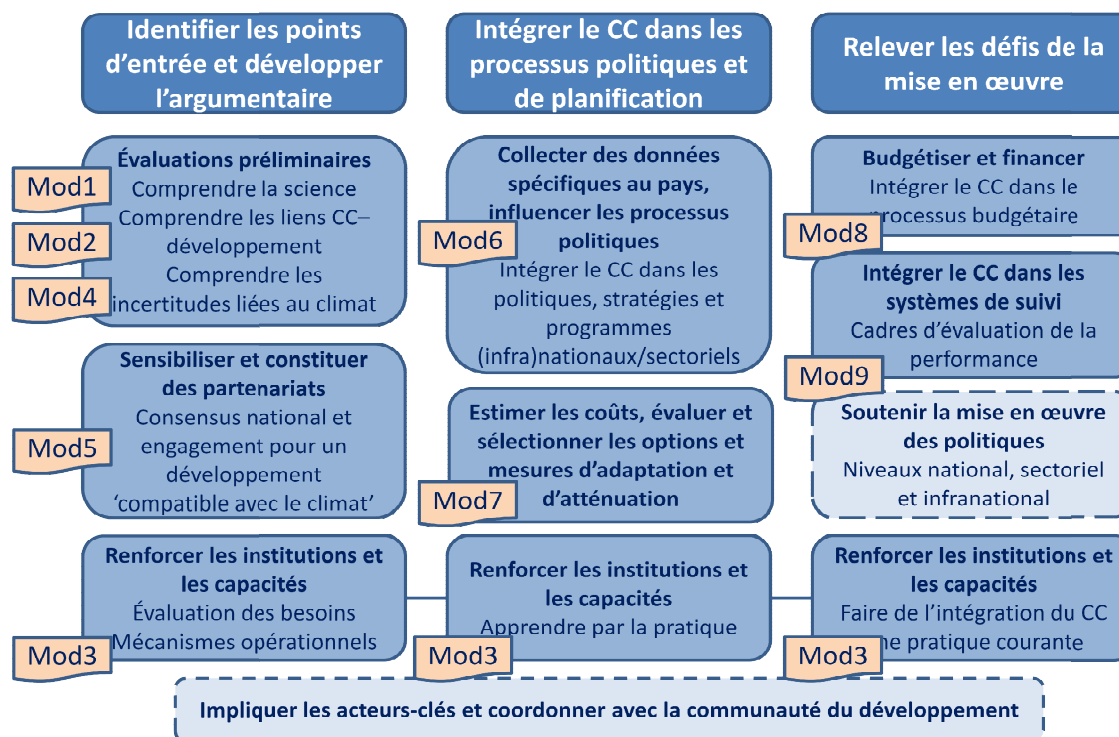 Identifier les points
d'entrée et développer
l'argumentaire
Intégrer le CC dans les
processus politiques et
de planification
Relever les défis de la
mise en œuvre
Évaluations préliminaires
Comprendre la science
Comprendre les liens CC–
développement
Comprendre les
incertitudes liées au climat
Mod1
Mod2
Mod4
Sensibiliser et constituer
des partenariats
Consensus national et
engagement pour un
développement
'compatible avec le climat'
Mod5
Renforcer les institutions et
les capacités
Évaluation des besoins
Mécanismes opérationnels
Mod3
Collecter des données
spécifiques au pays,
influencer les processus
politiques
Intégrer le CC dans les
politiques, stratégies et
programmes
(infra)nationaux/sectoriels
Mod6
Estimer les coûts, évaluer et
sélectionner les options et
mesures d'adaptation et
d'atténuation
Mod7
Renforcer les institutions et
les capacités
Apprendre par la pratique
Mod3
Budgétiser et financer
Intégrer le CC dans le
processus budgétaire
Mod8
Intégrer le CC dans les
systèmes de suivi
Cadres d'évaluation de la
performance
Mod9
Soutenir la mise en œuvre
des politiques
Niveaux national, sectoriel
et infranational
Renforcer les institutions et
les capacités
Faire de l'intégration du CC
une pratique courante
Mod3
Impliquer les acteurs-clés et coordonner avec la communauté du développement